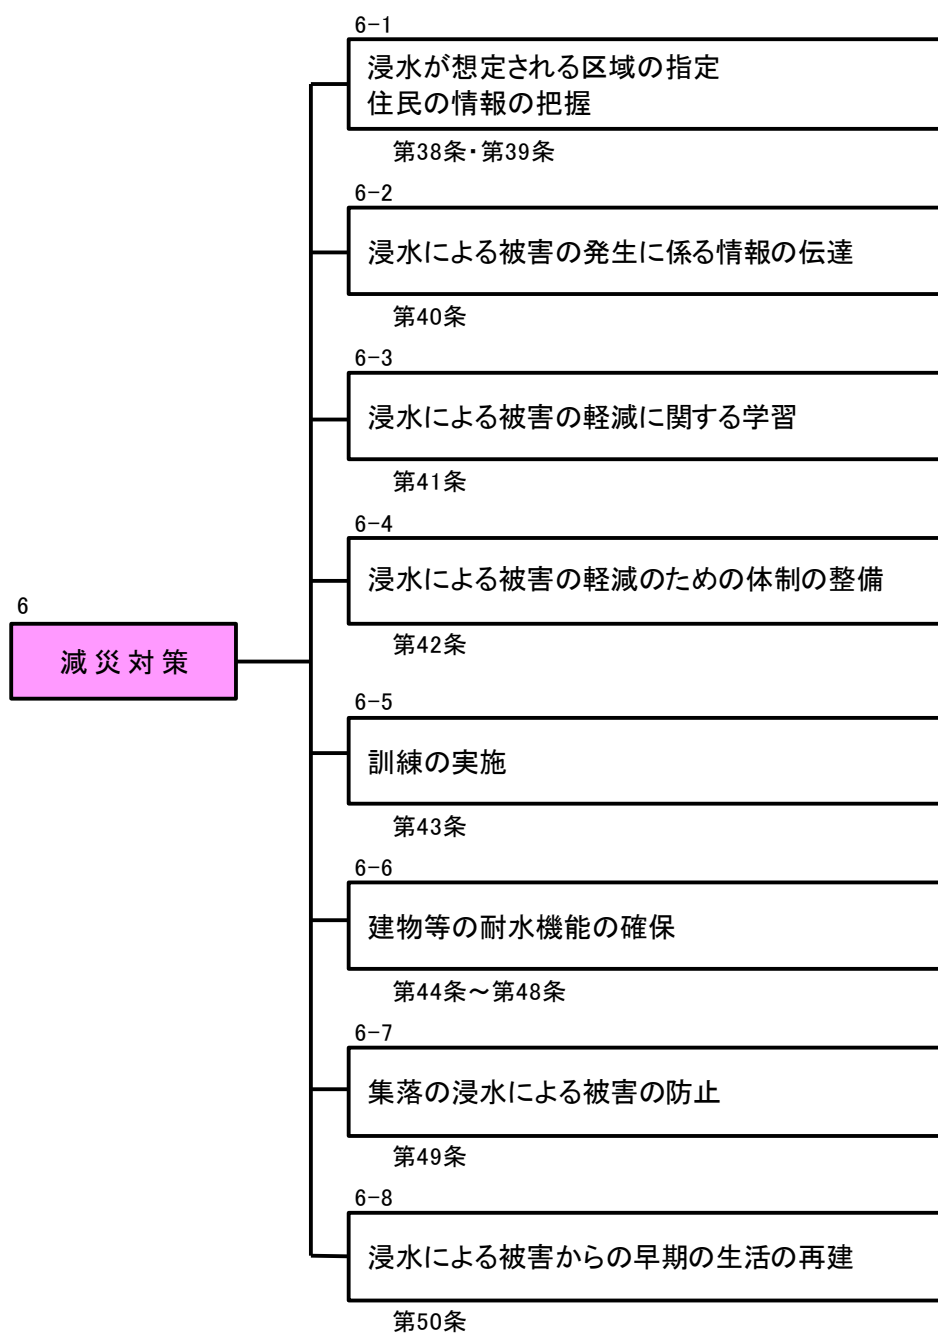 6-1
浸水が想定される区域の指定
住民の情報の把握
第38条・第39条
6-2
浸水による被害の発生に係る情報の伝達
第40条
6-3
浸水による被害の軽減に関する学習
第41条
6-4
浸水による被害の軽減のための体制の整備
第42条
6
減災対策
6-5
訓練の実施
第43条
6-6
建物等の耐水機能の確保
第44条～第48条
6-7
集落の浸水による被害の防止
第49条
6-8
浸水による被害からの早期の生活の再建
第50条